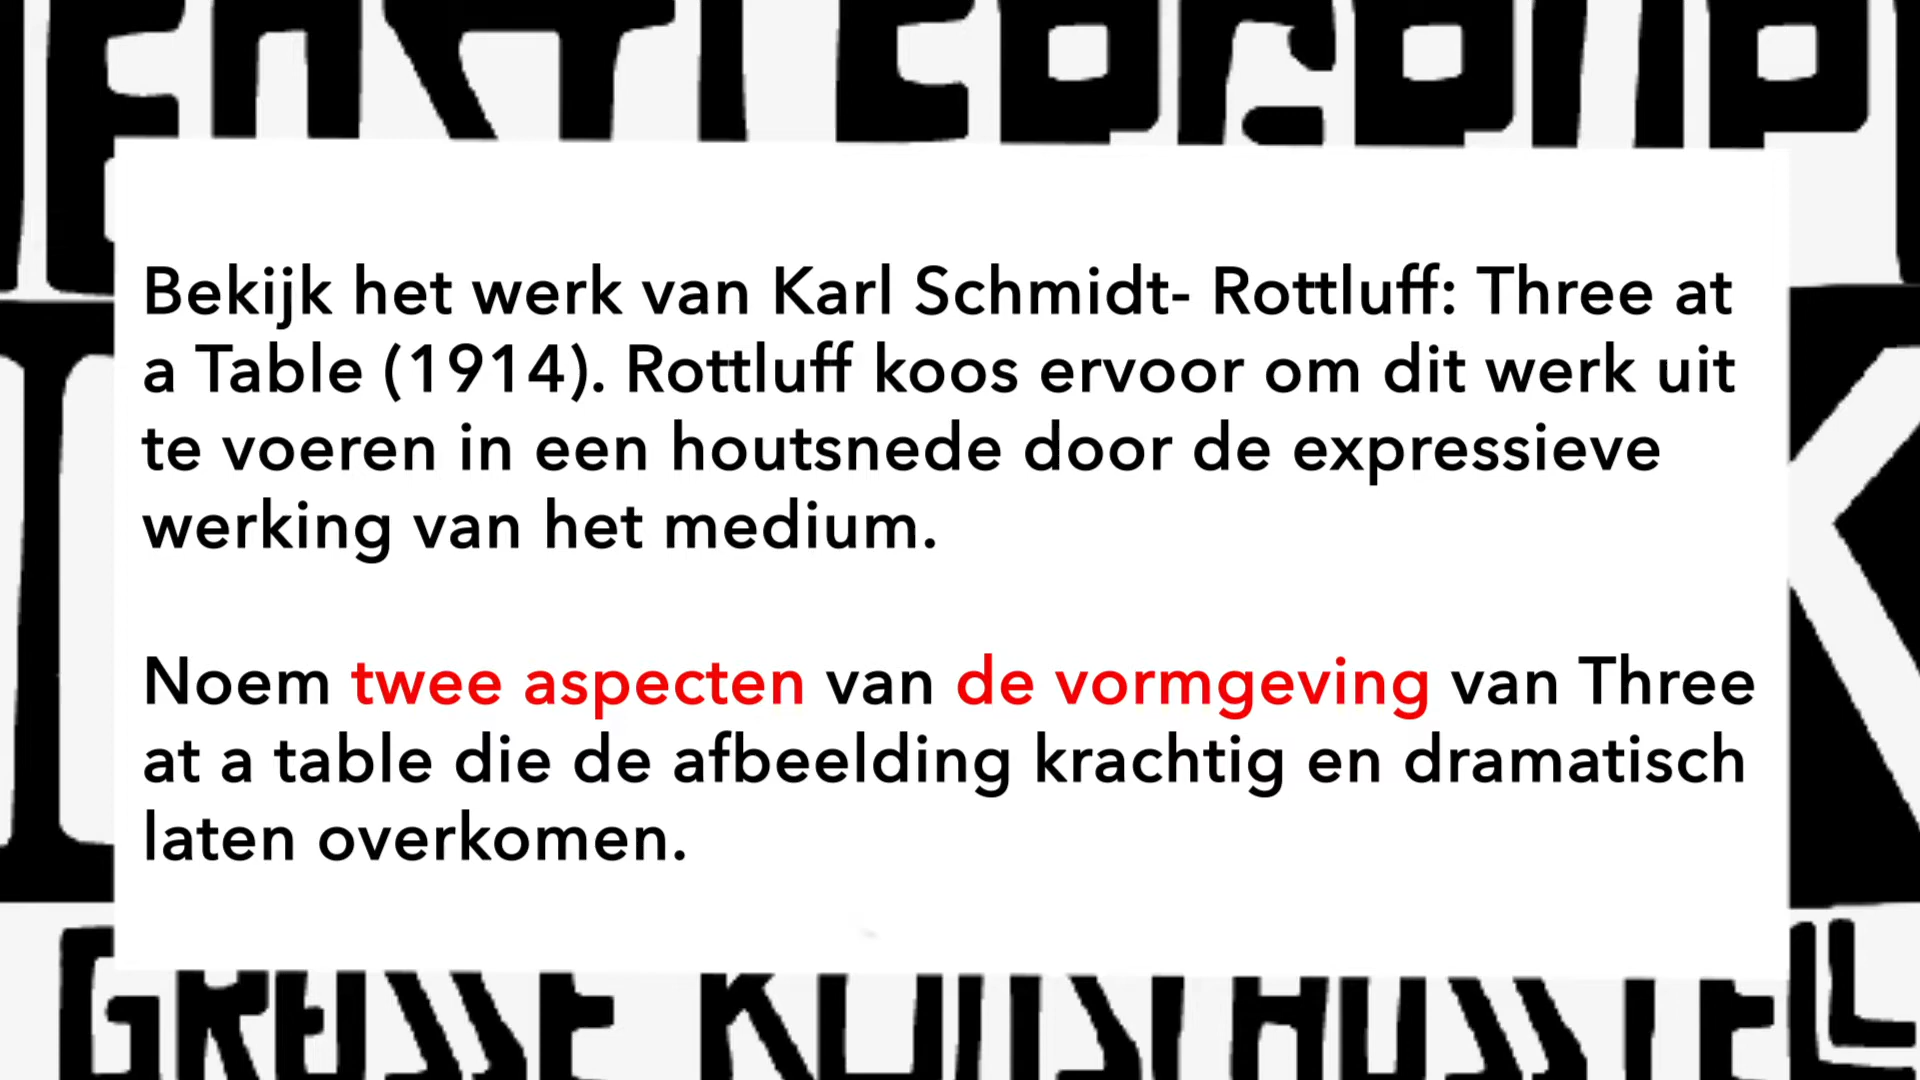 Bekijk het werk van Karl Schmidt- Rottluff: Three at
a Table (1914). Rottluff koos ervoor om dit werk uit
te voeren in een houtsnede door de expressieve
werking van het medium.
Noem twee aspecten van de vormgeving van Three
at a table die de afbeelding krachtig en dramatisch
laten overkomen.